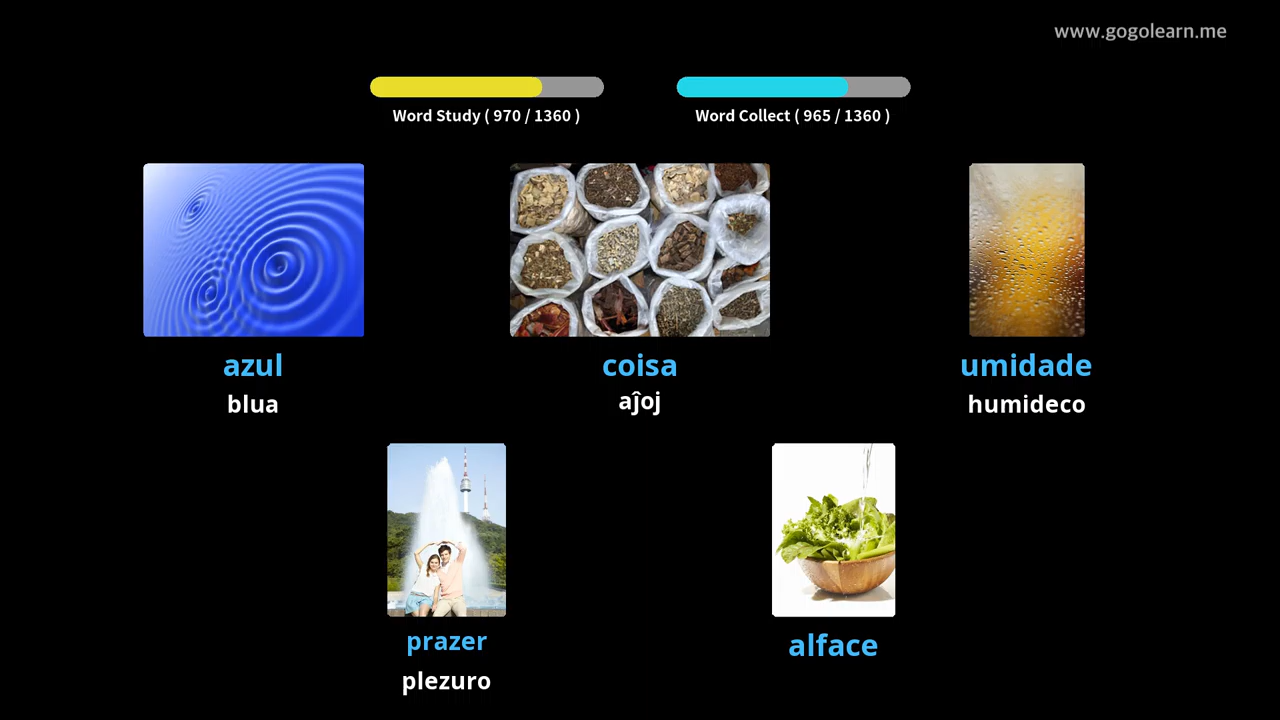 www.gogolearn.me
Word Study ( 970 / 1360 )
Word Collect ( 965 / 1360 )
azul
coisa
umidade
blua
aĵoj
humideco
prazer
alface
plezuro